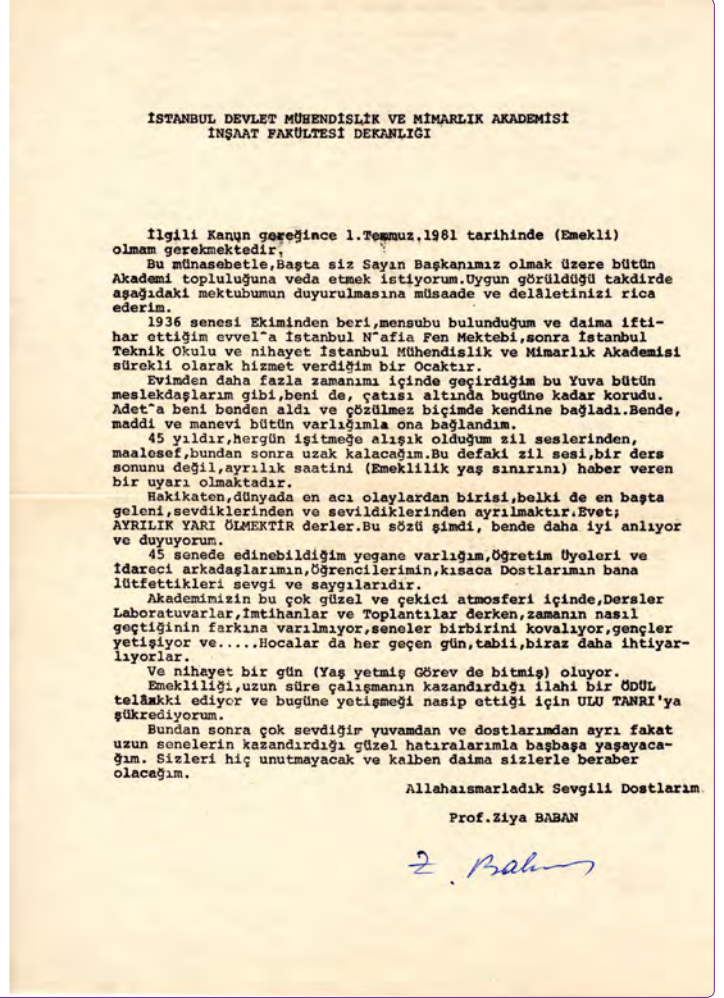 İSTANBUL DEVLET MÜHENDİSLİK VE MİMARLIK AKADEMİSİ
İNŞAAT FAKÜLTESİ DEKANLIĞI
İlgili Kanun gereğince 1.Temmuz.1981 tarihinde (Emekli)
olmam gerekmektedir.
Bu münasebetle,Başta siz Sayın Başkanımız olmak üzere bütün
Akademi topluluğuna veda etmek istiyorum.Uygun görüldüğü takdirde
aşağıdaki mektubumun duyurulmasına müsaade ve delâletinizi rica
ederim.
1936 senesi Ekiminden beri,mensubu bulunduğum ve daima ifti-
har ettiğim evvel^a İstanbul N^afia Fen Mektebi,sonra İstanbul
Teknik Okulu ve nihayet İstanbul Mühendislik ve Mimarlık Akademisi
sürekli olarak hizmet verdiğim bir Ocaktır.
Evimden daha fazla zamanımı içinde geçirdiğim bu Yuva bütün
meslekdaşlarım gibi,beni de, çatısı altında bugüne kadar korudu.
Adet^a beni benden aldı ve çözülmez biçimde kendine bağladı.Bende,
maddi ve manevi bütün varlığımla ona bağlandım.
45 yıldır,hergün işitmeğe alışık olduğum zil seslerinden,
maalesef,bundan sonra uzak kalacağım.Bu defaki zil sesi,bir ders
sonunu değil,ayrılık saatini (Emeklilik yaş sınırını) haber veren
bir uyarı olmaktadır.
Hakikaten,dünyada en acı olaylardan birisi,belki de en başta
geleni,sevdiklerinden ve sevildiklerinden ayrılmaktır.Evet;
AYRILIK YARI ÖLMEKTİR derler.Bu sözü şimdi, bende daha iyi anlıyor
ve duyuyorum.
45 senede edinebildiğim yegane varlığım,Öğretim Üyeleri ve
İdareci arkadaşlarımın,Öğrencilerimin,kısaca Dostlarımın bana
lütfettikleri sevgi ve saygılarıdır.
Akademimizin bu çok güzel ve çekici atmosferi içinde,Dersler
Laboratuvarlar,İmtihanlar ve Toplantılar derken,zamanın nasıl
geçtiğinin farkına varılmıyor,seneler birbirini kovalıyor,gençler
yetişiyor ve.....Hocalar da her geçen gün,tabii,biraz daha ihtiyar-
lıyorlar.
Ve nihayet bir gün (Yaş yetmiş Görev de bitmiş) oluyor.
Emekliliği,uzun süre çalışmanın kazandırdığı ilahi bir ÖDÜL
telâkki ediyor ve bugüne yetişmeği nasip ettiği için ULU TANRI'ya
şükrediyorum.
Bundan sonra çok sevdiğim yuvamdan ve dostlarımdan ayrı fakat
uzun senelerin kazandırdığı güzel hatıralarımla başbaşa yaşayaca-
ğım. Sizleri hiç unutmayacak ve kalben daima sizlerle beraber
olacağım.
Allahaısmarladık Sevgili Dostlarım.
Prof.Ziya BABAN
Z. Baban